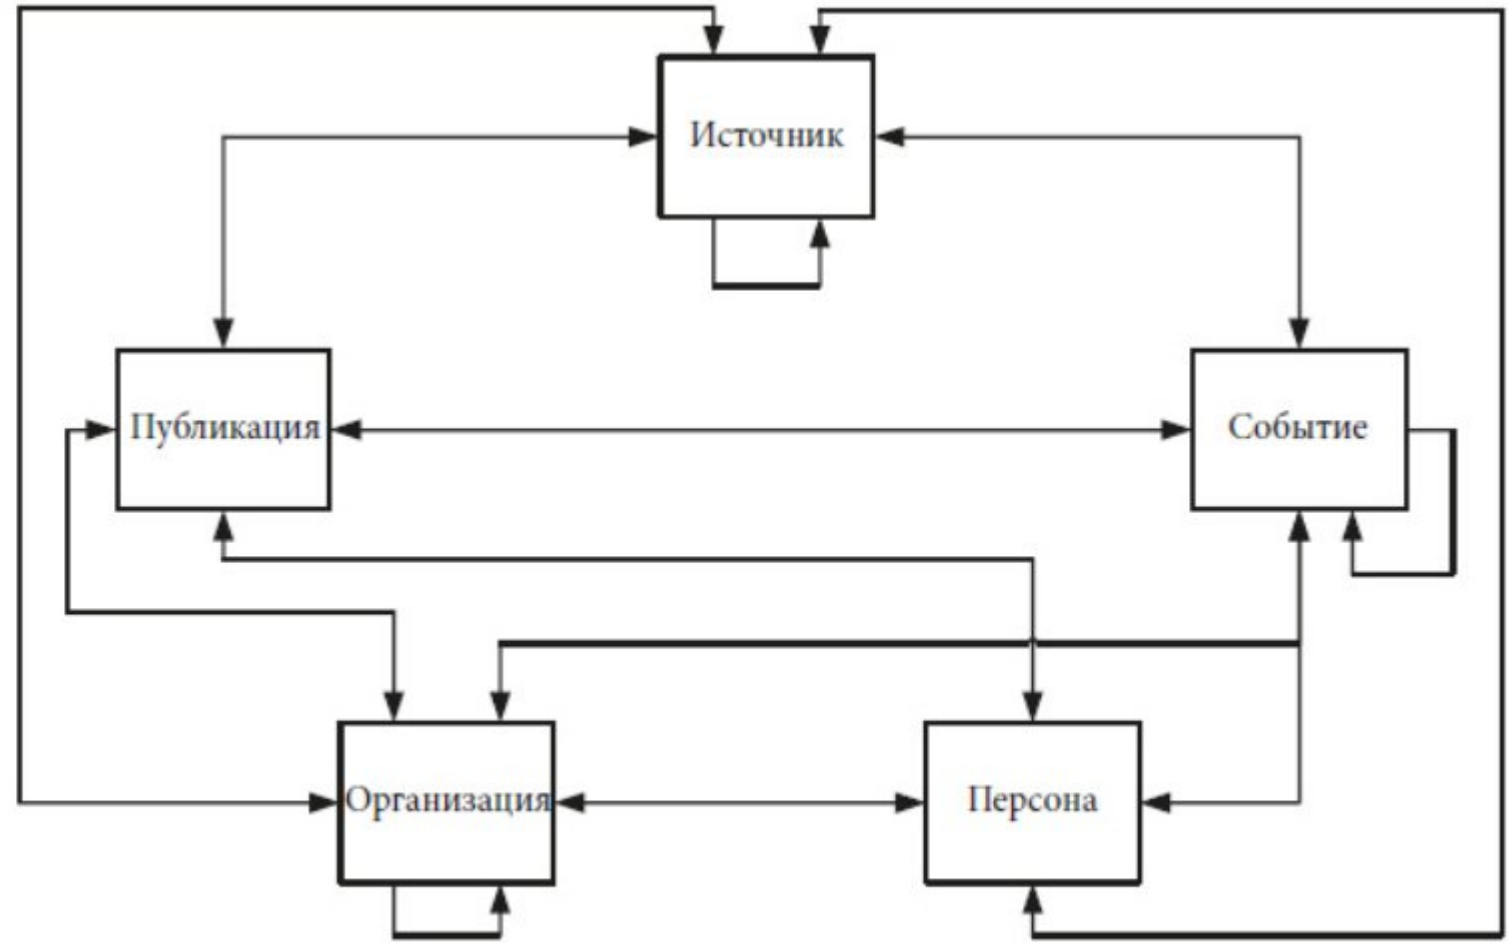 Источник
Публикация
Событие
Организация
Персона